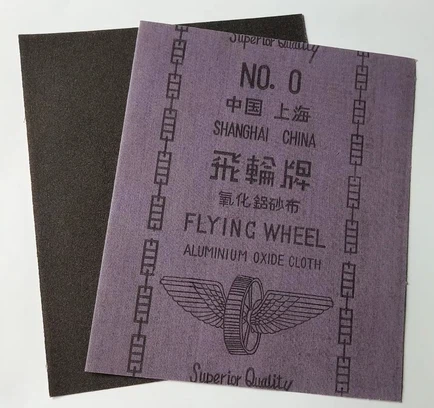 Superior Quality
NO. 0
中国 上海
SHANGHAI CHINA
飛輪牌
氧化鋁砂布
FLYING WHEEL
ALUMINIUM OXIDE CLOTH
Superior Quality